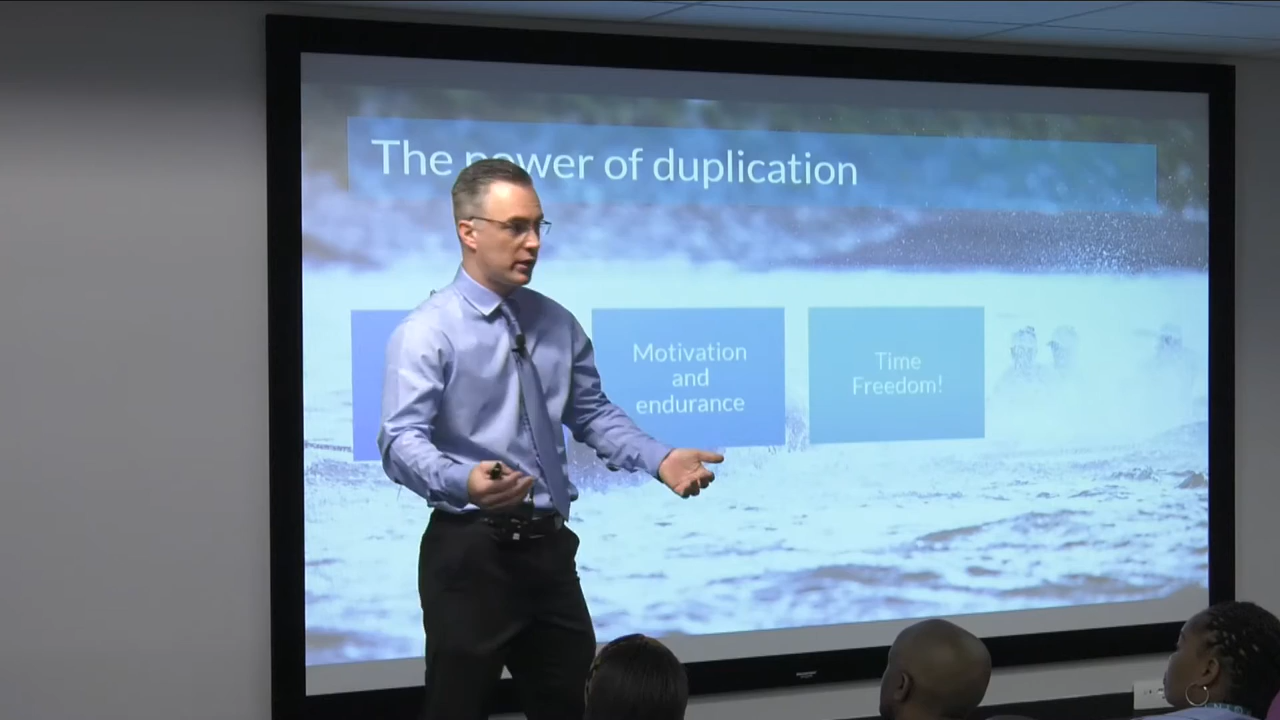 The power of duplication
Motivation
and
endurance
Time
Freedom!